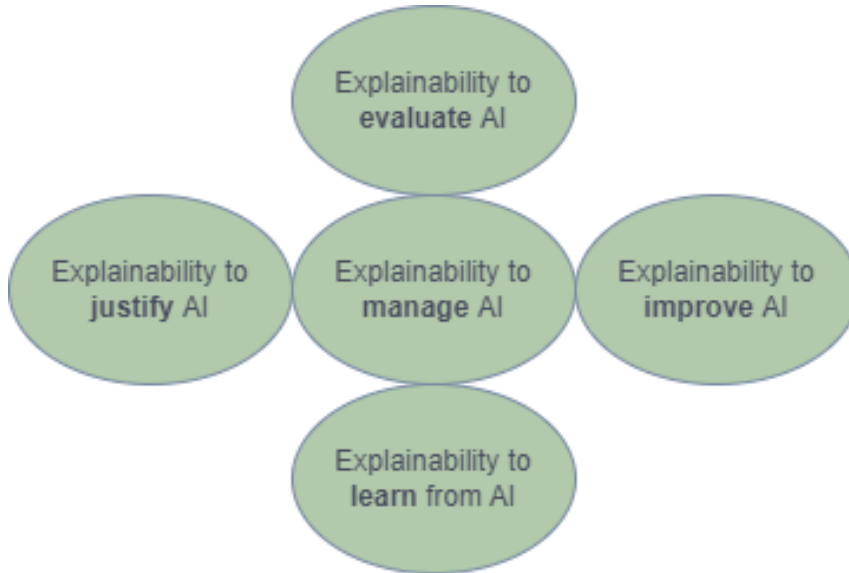 Explainability to
evaluate AI
Explainability to
justify AI
Explainability to
manage AI
Explainability to
improve AI
Explainability to
learn from AI